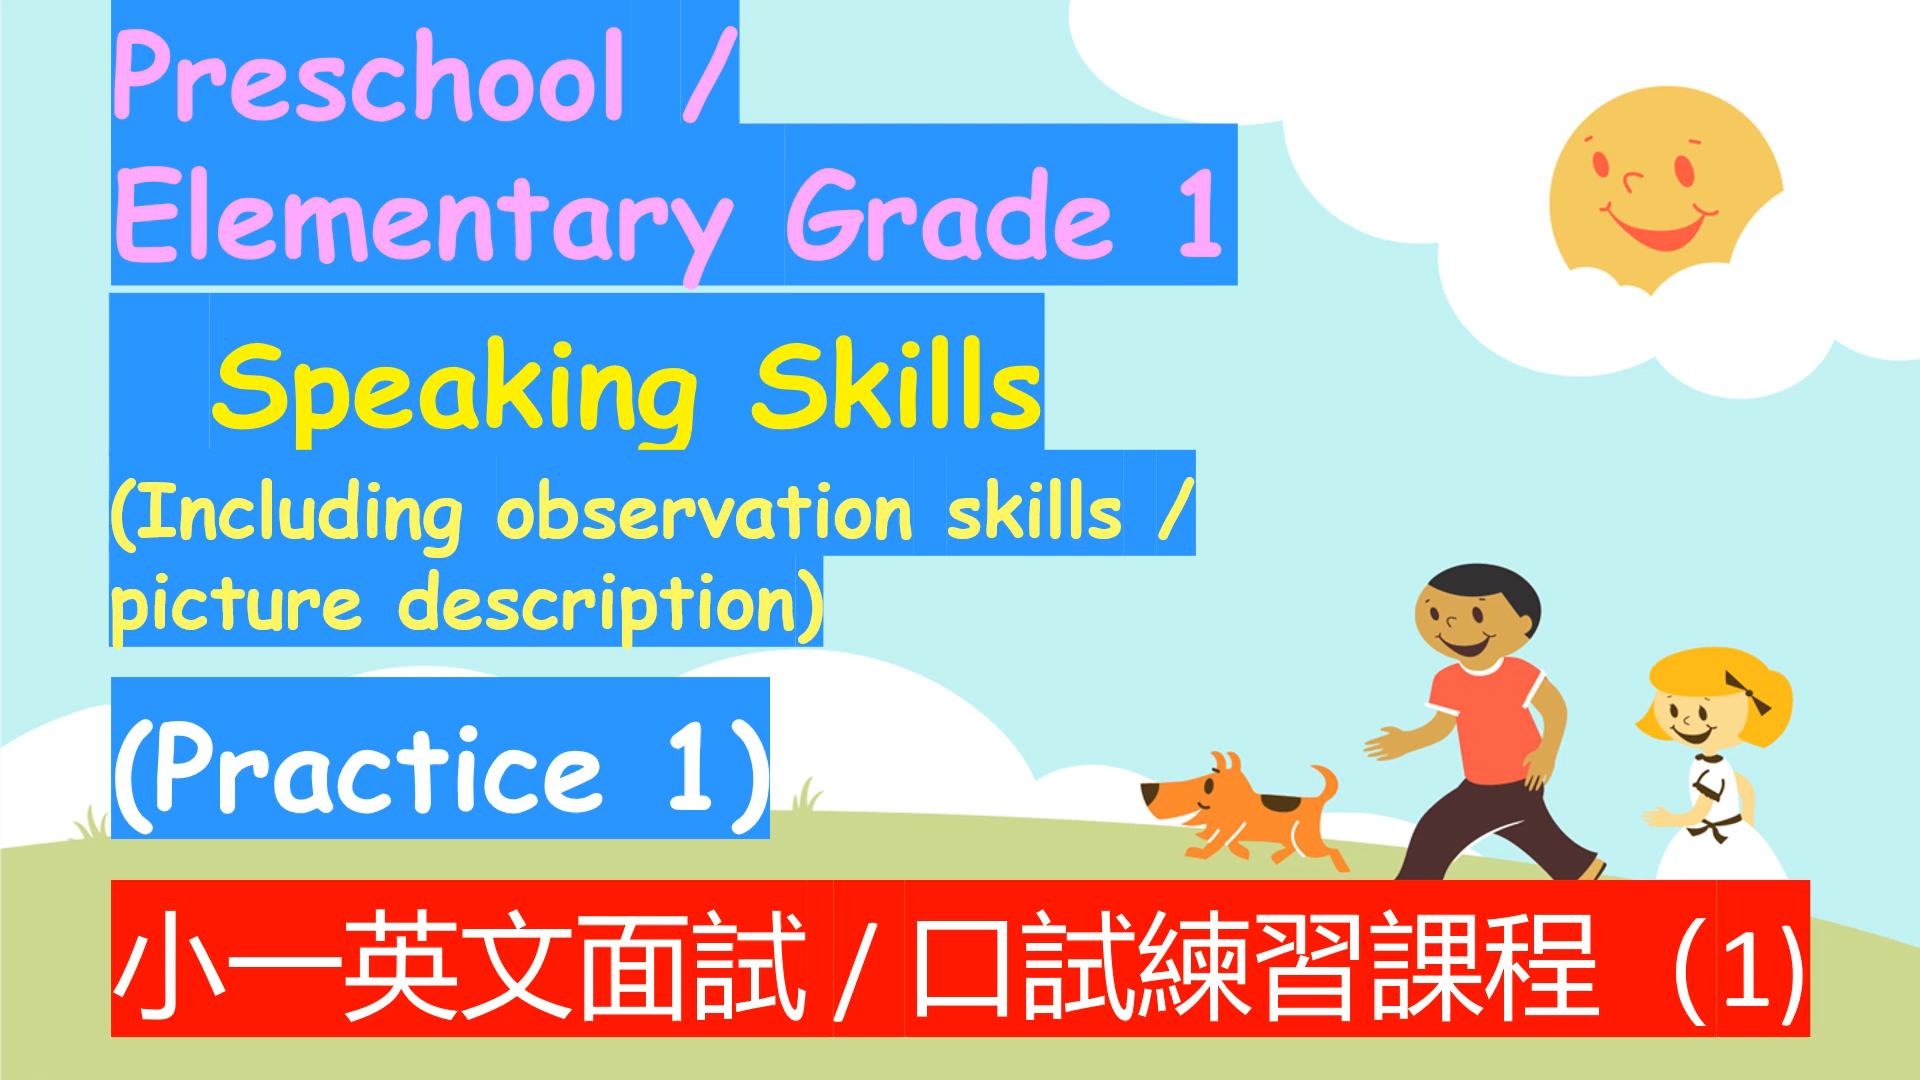 Preschool /
Elementary Grade 1
Speaking Skills
(Including observation skills /
picture description)
(Practice 1)
小一英文面試/口試練習課程 (1)